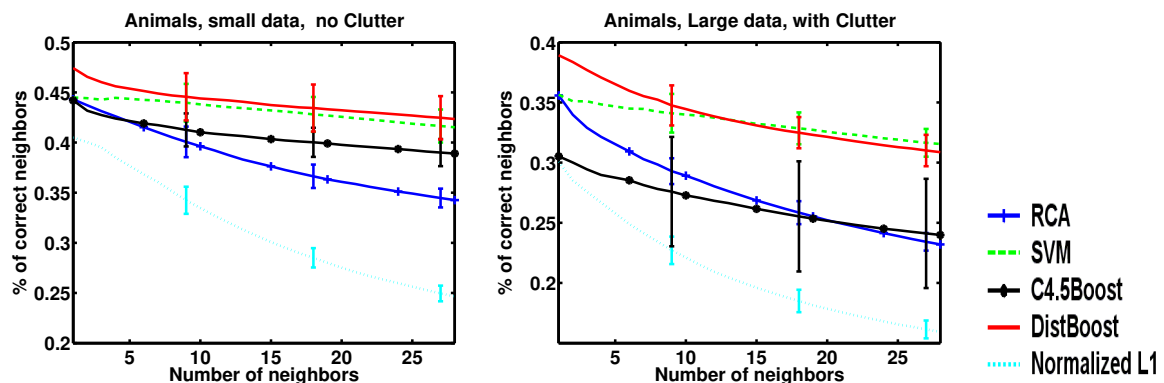 Animals, small data,  no Clutter
% of correct neighbors
0.5
0.45
0.4
0.35
0.3
0.25
0.2
5
10
15
20
25
Number of neighbors
Animals, Large data, with Clutter
% of correct neighbors
0.4
0.35
0.3
0.25
0.2
5
10
15
20
25
Number of neighbors
RCA
SVM
C4.5Boost
DistBoost
Normalized L1